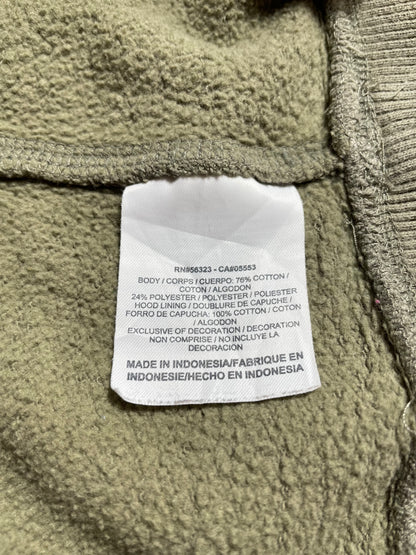 RN#56323 - CA#05553
BODY / CORPS / CUERPO: 76% COTTON /
COTON / ALGODON
24% POLYESTER / POLYESTER / POLIESTER
HOOD LINING / DOUBLURE DE CAPUCHE /
FORRO DE CAPUCHA: 100% COTTON / COTON
/ ALGODON
EXCLUSIVE OF DECORATION / DECORATION
NON COMPRISE / NO INCLUYE LA
DECORACIÓN
MADE IN INDONESIA/FABRIQUE EN
INDONESIE/HECHO EN INDONESIA